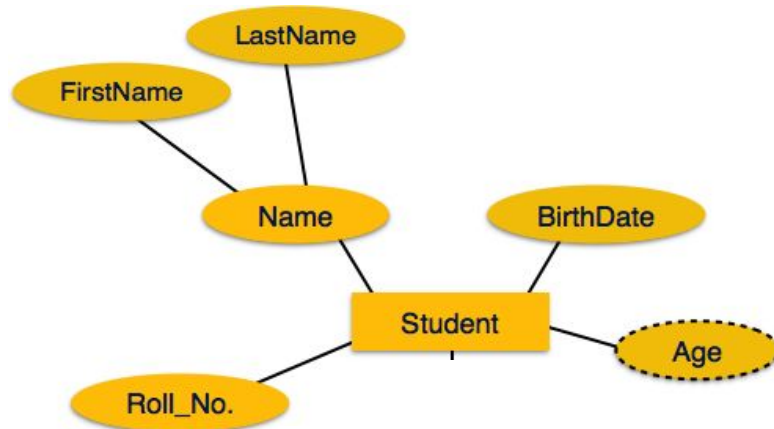 LastName
FirstName
Name
BirthDate
Student
Age
Roll_No.